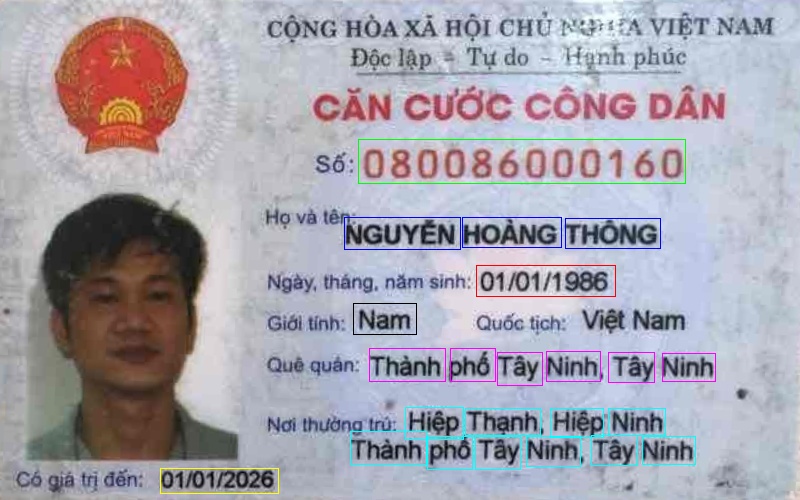 CỘNG HÒA XÃ HỘI CHỦ NGHĨA VIỆT NAM
Độc lập - Tự do - Hạnh phúc
CĂN CƯỚC CÔNG DÂN
Số: 080086000160
Họ và tên:
NGUYỄN HOÀNG THÔNG
Ngày, tháng, năm sinh: 01/01/1986
Giới tính: Nam Quốc tịch: Việt Nam
Quê quán: Thành phố Tây Ninh, Tây Ninh
Nơi thường trú: Hiệp Thạnh, Hiệp Ninh
Thành phố Tây Ninh, Tây Ninh
Có giá trị đến: 01/01/2026